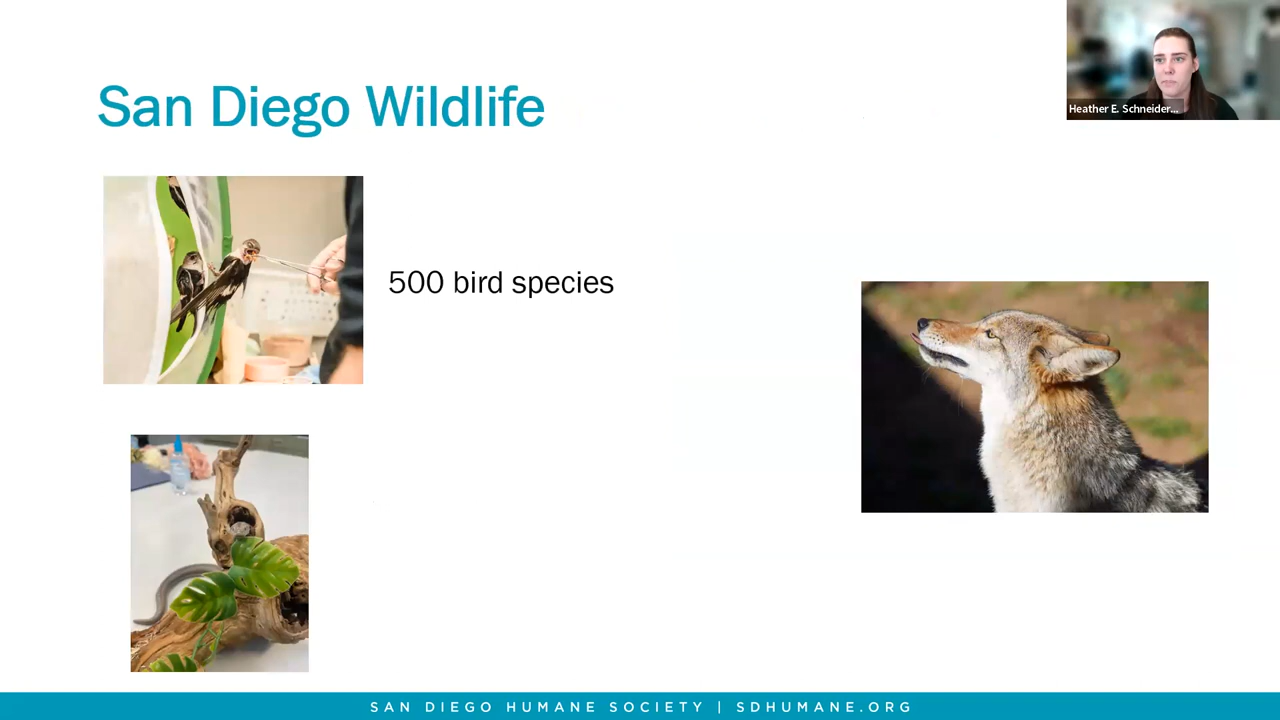 San Diego Wildlife
Heather E. Schneider...
500 bird species
SAN DIEGO HUMANE SOCIETY | SDHUMANE.ORG